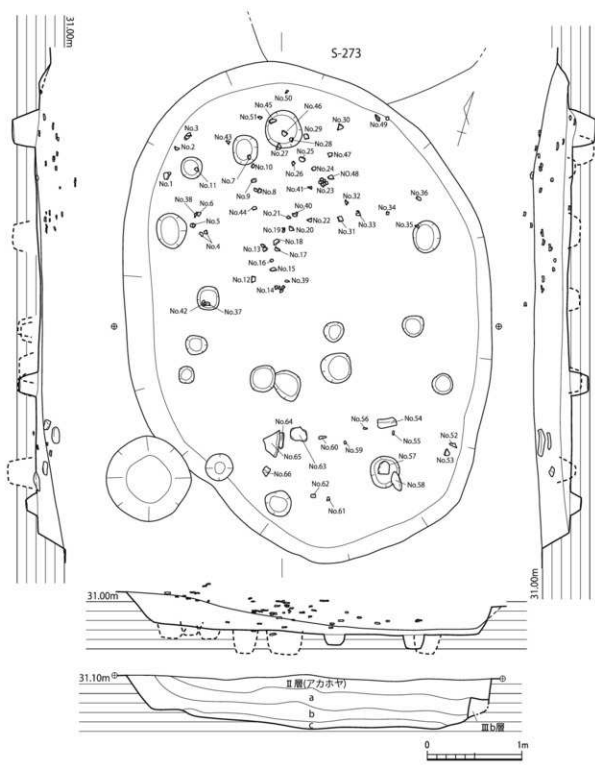 31.00m
S-273
No.50
No.45
No.46
No.51
No.30
No.49
No.3
No.29
No.43
No.28
No.2
No.27
No.25
No.47
No.10
No.26
No.24
No.7
NO.48
No.1
No.11
No.9
No.8
No.41
No.23
No.38
No.6
No.44
No.21
No.40
No.32
No.36
No.34
No.5
No.22
No.33
No.35
No.4
No.19
No.20
No.31
No.18
No.13
No.17
No.16
No.15
No.12
No.39
No.14
No.42
No.37
No.64
No.56
No.54
No.60
No.55
No.52
No.65
No.59
No.53
No.63
No.57
No.66
No.62
No.58
No.61
31.00m
31.00m
31.10m
Ⅱ層(アカホヤ)
a
b
c
Ⅲb層
0
1m